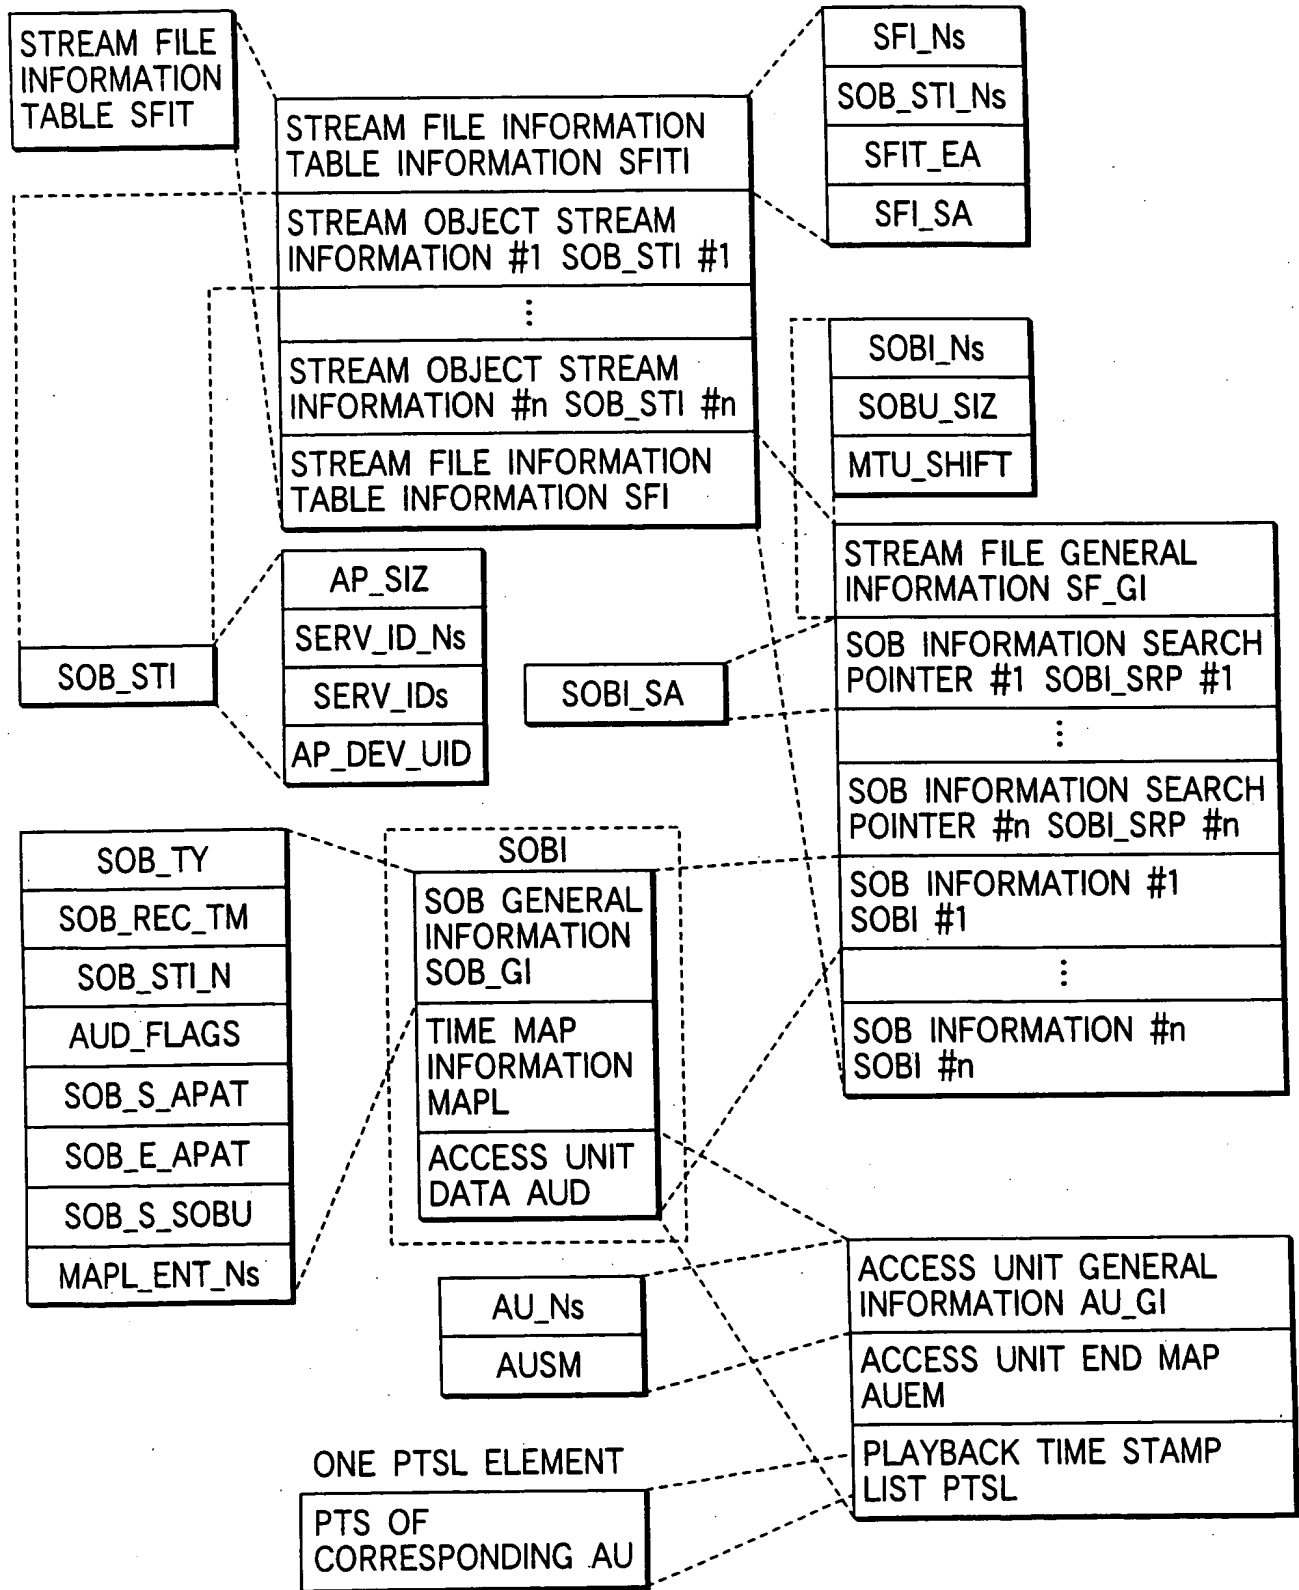 STREAM FILE
INFORMATION
TABLE SFIT
STREAM FILE INFORMATION
TABLE INFORMATION SFITI
STREAM OBJECT STREAM
INFORMATION #1 SOB_STI #1
⋮
STREAM OBJECT STREAM
INFORMATION #n SOB_STI #n
STREAM FILE INFORMATION
TABLE INFORMATION SFI
SFI_Ns
SOB_STI_Ns
SFIT_EA
SFI_SA
SOBI_Ns
SOBU_SIZ
MTU_SHIFT
STREAM FILE GENERAL
INFORMATION SF_GI
SOB INFORMATION SEARCH
POINTER #1 SOBI_SRP #1
⋮
SOB INFORMATION SEARCH
POINTER #n SOBI_SRP #n
SOB INFORMATION #1
SOBI #1
⋮
SOB INFORMATION #n
SOBI #n
SOB_STI
AP_SIZ
SERV_ID_Ns
SERV_IDs
AP_DEV_UID
SOBI_SA
SOB_TY
SOB_REC_TM
SOB_STI_N
AUD_FLAGS
SOB_S_APAT
SOB_E_APAT
SOB_S_SOBU
MAPL_ENT_Ns
SOBI
SOB GENERAL
INFORMATION
SOB_GI
TIME MAP
INFORMATION
MAPL
ACCESS UNIT
DATA AUD
AU_Ns
AUSM
ACCESS UNIT GENERAL
INFORMATION AU_GI
ACCESS UNIT END MAP
AUEM
PLAYBACK TIME STAMP
LIST PTSL
ONE PTSL ELEMENT
PTS OF
CORRESPONDING AU